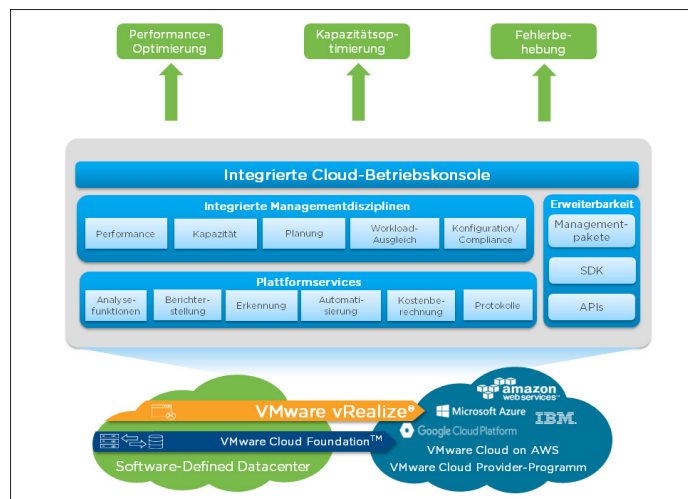 Performance-
Optimierung
Kapazitätsop-
timierung
Fehlerbe-
hebung
Integrierte Cloud-Betriebskonsole
Integrierte Managementdisziplinen
Performance
Kapazität
Planung
Workload-
Ausgleich
Konfiguration/
Compliance
Plattformservices
Analyse-
funktionen
Berichter-
stellung
Erkennung
Automati-
sierung
Kostenbe-
rechnung
Protokolle
Erweiterbarkeit
Management-
pakete
SDK
APIs
VMware vRealize®
VMware Cloud Foundation™
Software-Defined Datacenter
amazon
web services™
Microsoft Azure
IBM
Google Cloud Platform
VMware Cloud on AWS
VMware Cloud Provider-Programm